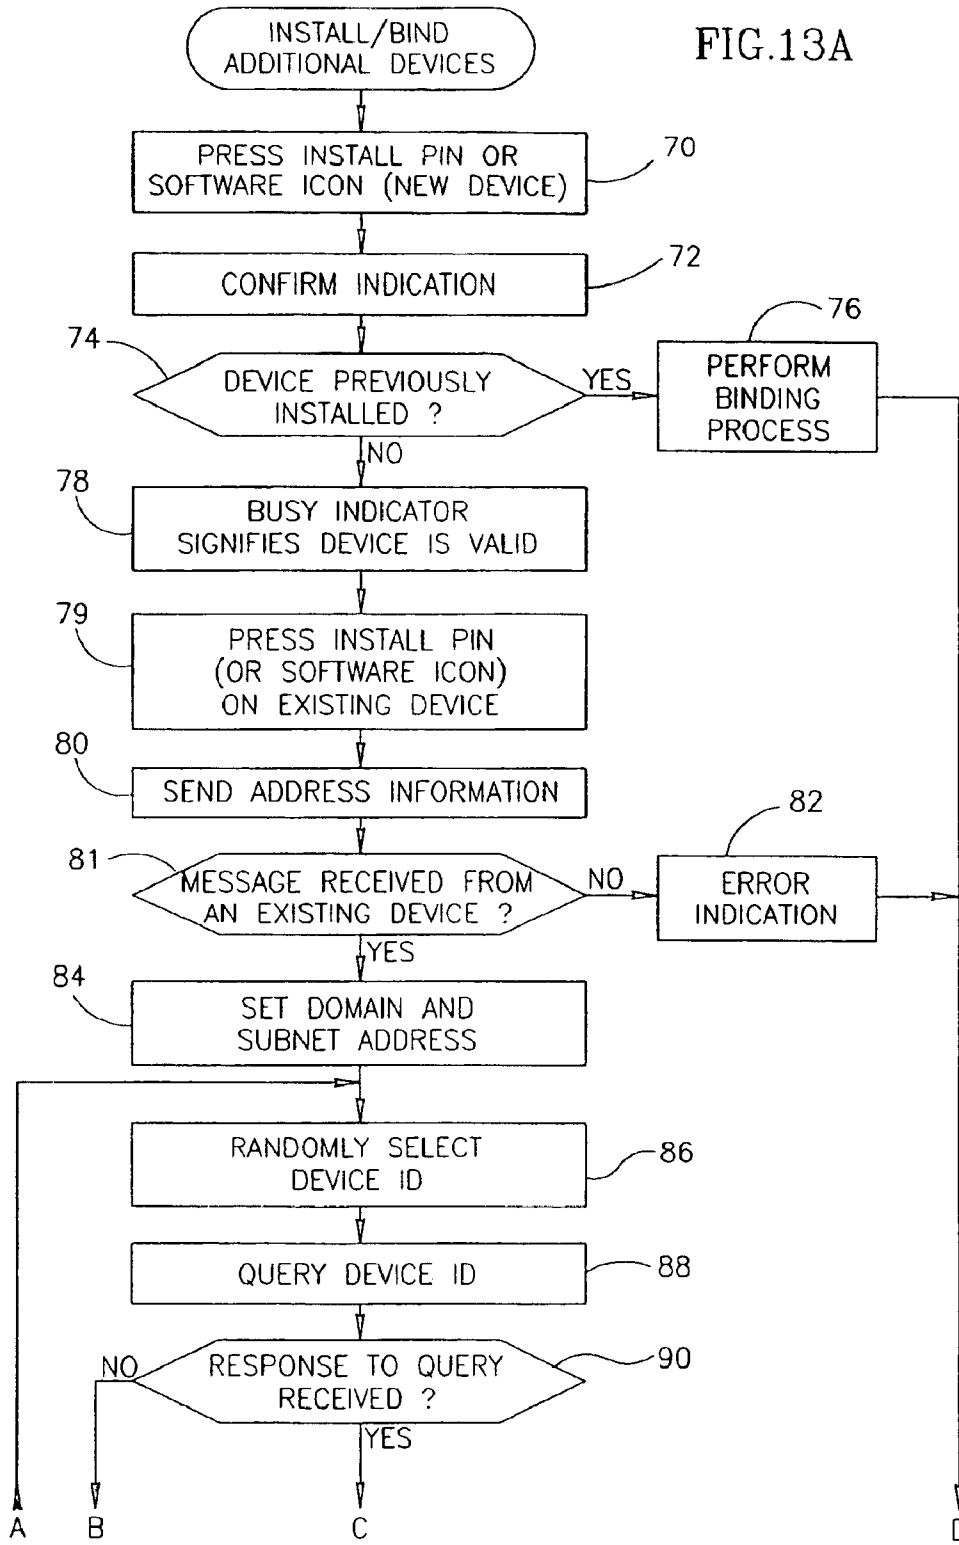 INSTALL/BIND
ADDITIONAL DEVICES
FIG.13A
PRESS INSTALL PIN OR
SOFTWARE ICON (NEW DEVICE)
70
CONFIRM INDICATION
72
74
DEVICE PREVIOUSLY
INSTALLED ?
YES
76
PERFORM
BINDING
PROCESS
NO
78
BUSY INDICATOR
SIGNIFIES DEVICE IS VALID
79
PRESS INSTALL PIN
(OR SOFTWARE ICON)
ON EXISTING DEVICE
80
SEND ADDRESS INFORMATION
81
MESSAGE RECEIVED FROM
AN EXISTING DEVICE ?
NO
82
ERROR
INDICATION
YES
84
SET DOMAIN AND
SUBNET ADDRESS
RANDOMLY SELECT
DEVICE ID
86
QUERY DEVICE ID
88
NO
RESPONSE TO QUERY
RECEIVED ?
90
YES
A
B
C